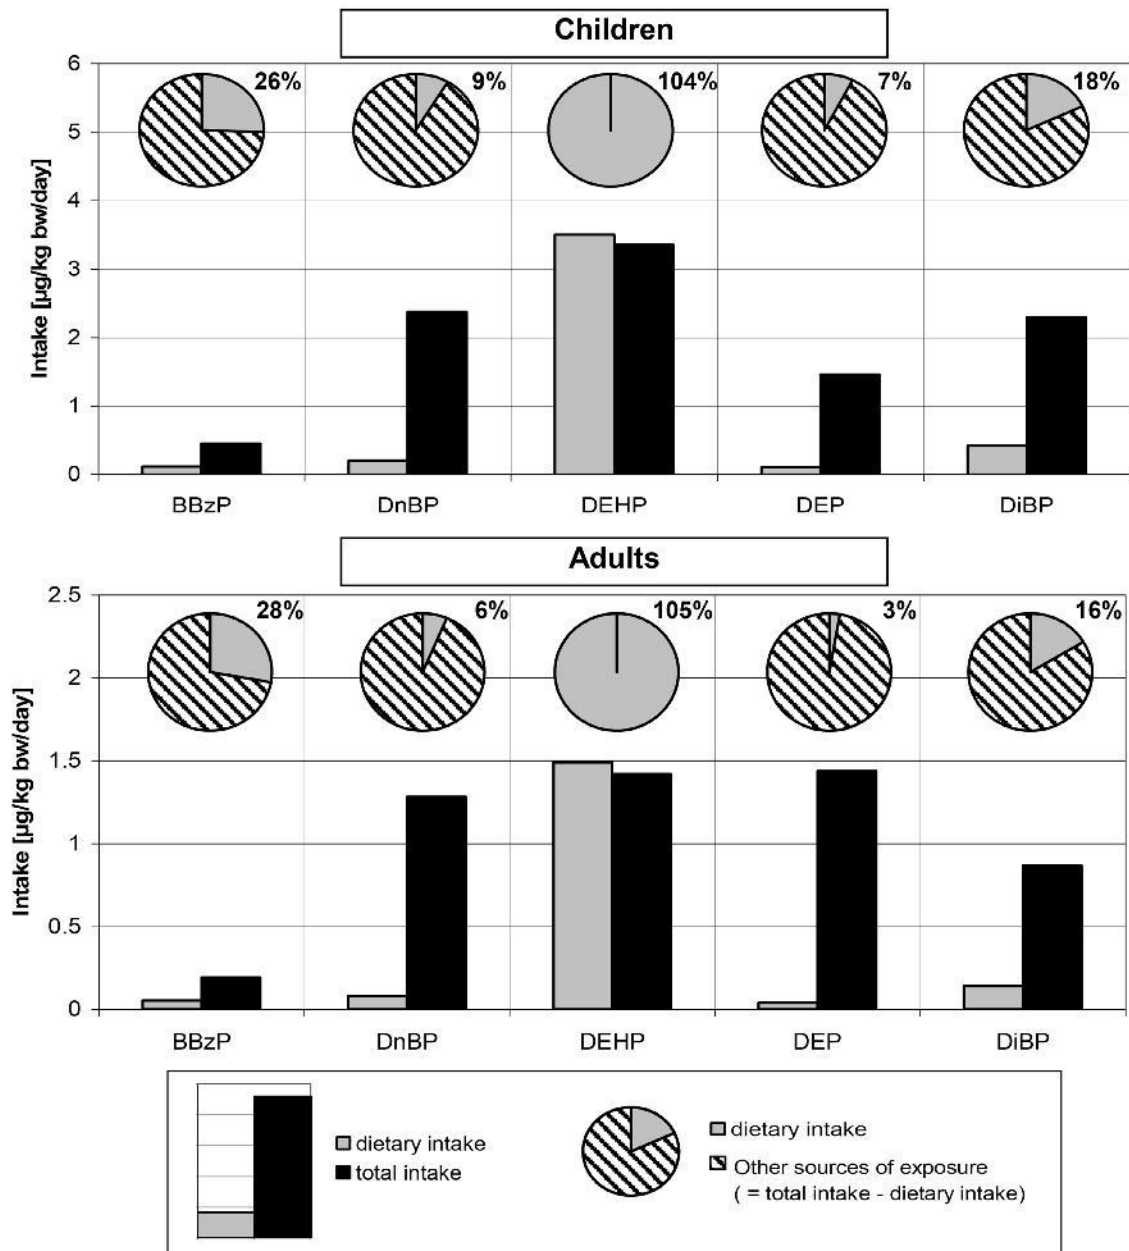 Children
6
26%
9%
104%
7%
18%
5
4
3
2
1
0
Intake [µg/kg bw/day]
BBzP
DnBP
DEHP
DEP
DiBP
Adults
2.5
28%
6%
105%
3%
16%
2
1.5
1
0.5
0
Intake [µg/kg bw/day]
BBzP
DnBP
DEHP
DEP
DiBP
dietary intake
total intake
dietary intake
Other sources of exposure
( = total intake - dietary intake)